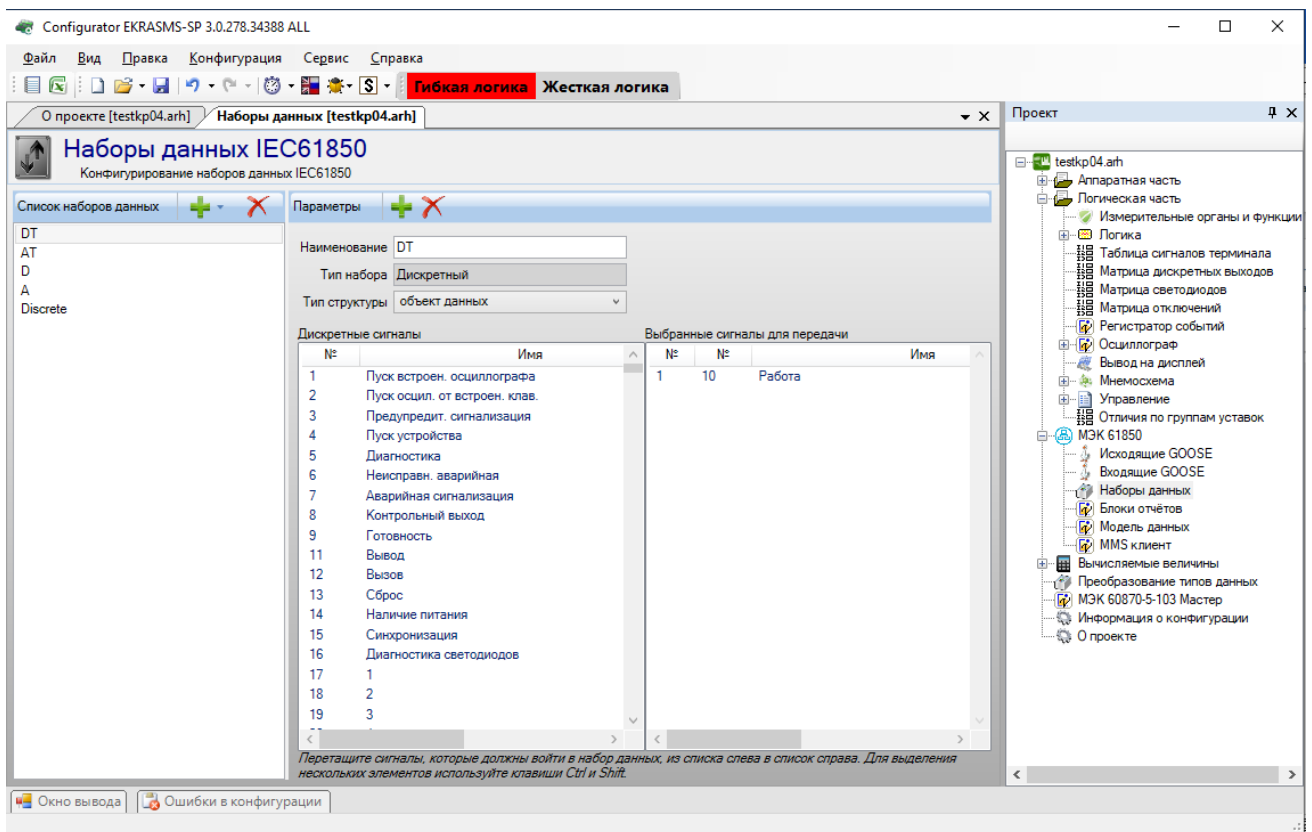 Configurator EKRASMS-SP 3.0.278.34388 ALL
Файл Вид Правка Конфигурация Сервис Справка
Гибкая логика Жесткая логика
О проекте [testkp04.arh] Наборы данных [testkp04.arh]
Наборы данных IEC61850
Конфигурирование наборов данных IEC61850
Список наборов данных
DT
AT
D
A
Discrete
Параметры
Наименование DT
Тип набора Дискретный
Тип структуры объект данных
Дискретные сигналы
№ Имя
1 Пуск встроен. осциллографа
2 Пуск осцил. от встроен. клав.
3 Предупредит. сигнализация
4 Пуск устройства
5 Диагностика
6 Неисправн. аварийная
7 Аварийная сигнализация
8 Контрольный выход
9 Готовность
11 Вывод
12 Вызов
13 Сброс
14 Наличие питания
15 Синхронизация
16 Диагностика светодиодов
17 1
18 2
19 3
Выбранные сигналы для передачи
№ № Имя
1 10 Работа
Перетащите сигналы, которые должны войти в набор данных, из списка слева в список справа. Для выделения
нескольких элементов используйте клавиши Ctrl и Shift.
Проект
testkp04.arh
Аппаратная часть
Логическая часть
Измерительные органы и функции
Логика
Таблица сигналов терминала
Матрица дискретных выходов
Матрица светодиодов
Матрица отключений
Регистратор событий
Осциллограф
Вывод на дисплей
Мнемосхема
Управление
Отличия по группам уставок
МЭК 61850
Исходящие GOOSE
Входящие GOOSE
Наборы данных
Блоки отчётов
Модель данных
MMS клиент
Вычисляемые величины
Преобразование типов данных
МЭК 60870-5-103 Мастер
Информация о конфигурации
О проекте
Окно вывода Ошибки в конфигурации